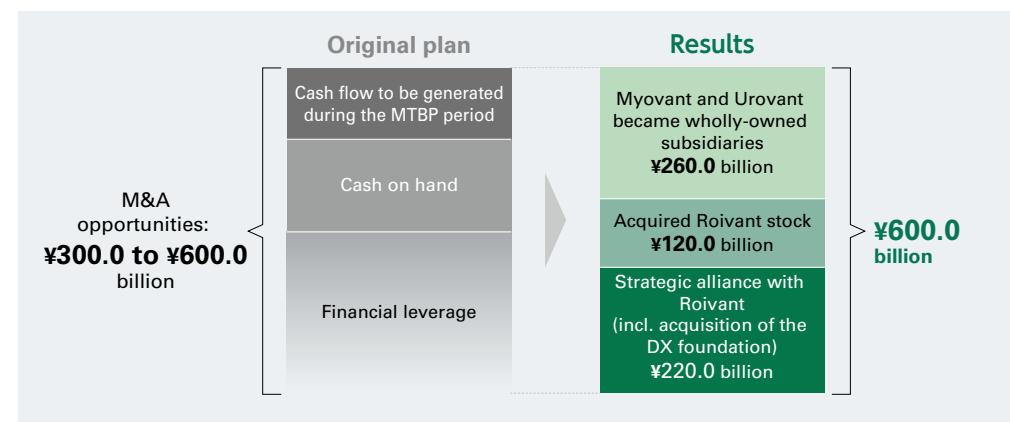 Original plan
Results
M&A
opportunities:
¥300.0 to ¥600.0
billion
Cash flow to be generated
during the MTBP period
Cash on hand
Financial leverage
Myovant and Urovant
became wholly-owned
subsidiaries
¥260.0 billion
Acquired Roivant stock
¥120.0 billion
Strategic alliance with
Roivant
(incl. acquisition of the
DX foundation)
¥220.0 billion
¥600.0
billion